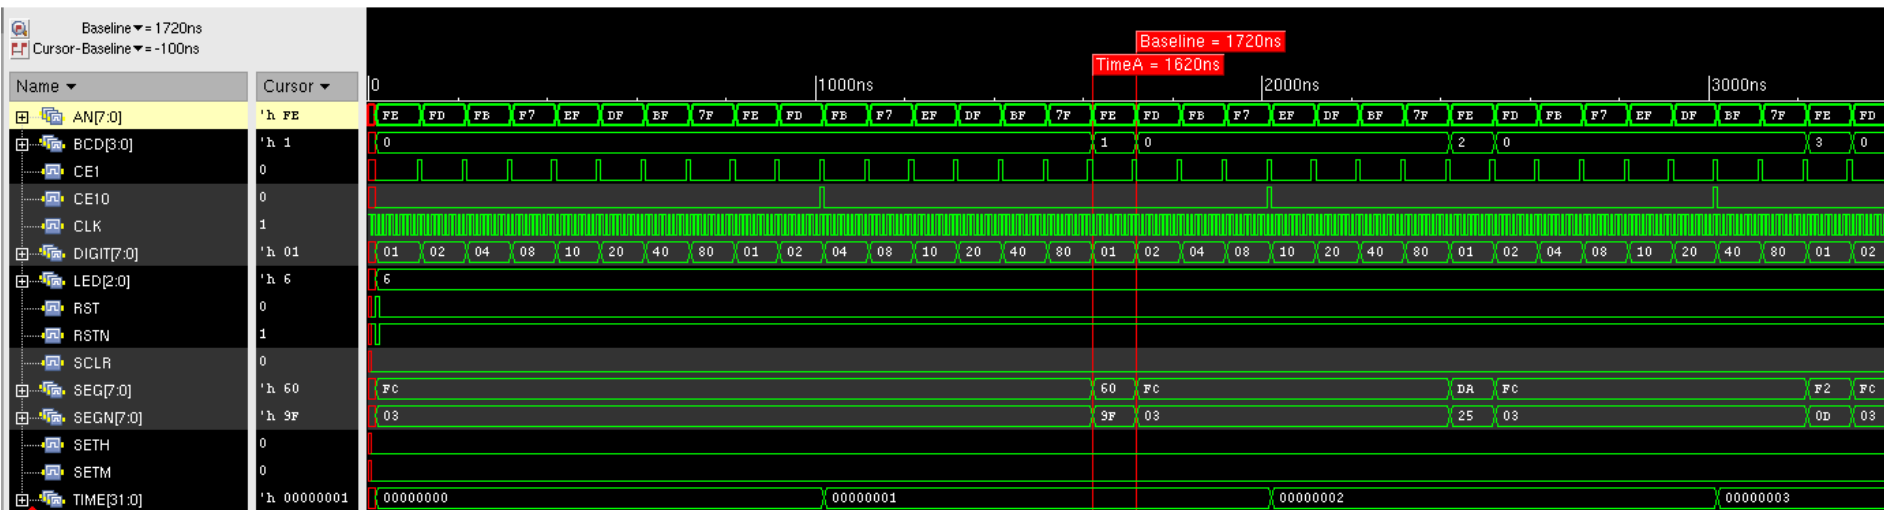 Baseline▼= 1720ns
Cursor-Baseline▼= -100ns
Baseline = 1720ns
TimeA = 1620ns
Name ▼ Cursor ▼ 0 1000ns 2000ns 3000ns
AN[7:0] 'h FE FE FD FB F7 EF DF BF 7F FE FD FB F7 EF DF BF 7F FE FD FB F7 EF DF BF 7F FE FD FB F7 EF DF BF 7F FE FD
BCD[3:0] 'h 1 0 1 0 2 0 3 0
CE1 0
CE10 0
CLK 1
DIGIT[7:0] 'h 01 01 02 04 08 10 20 40 80 01 02 04 08 10 20 40 80 01 02 04 08 10 20 40 80 01 02 04 08 10 20 40 80 01 02
LED[2:0] 'h 6 6
RST 0
RSTN 1
SCLR 0
SEG[7:0] 'h 60 FC 60 FC DA FC F2 FC
SEGN[7:0] 'h 9F 03 9F 03 25 03 0D 03
SETH 0
SETM 0
TIME[31:0] 'h 00000001 00000000 00000001 00000002 00000003